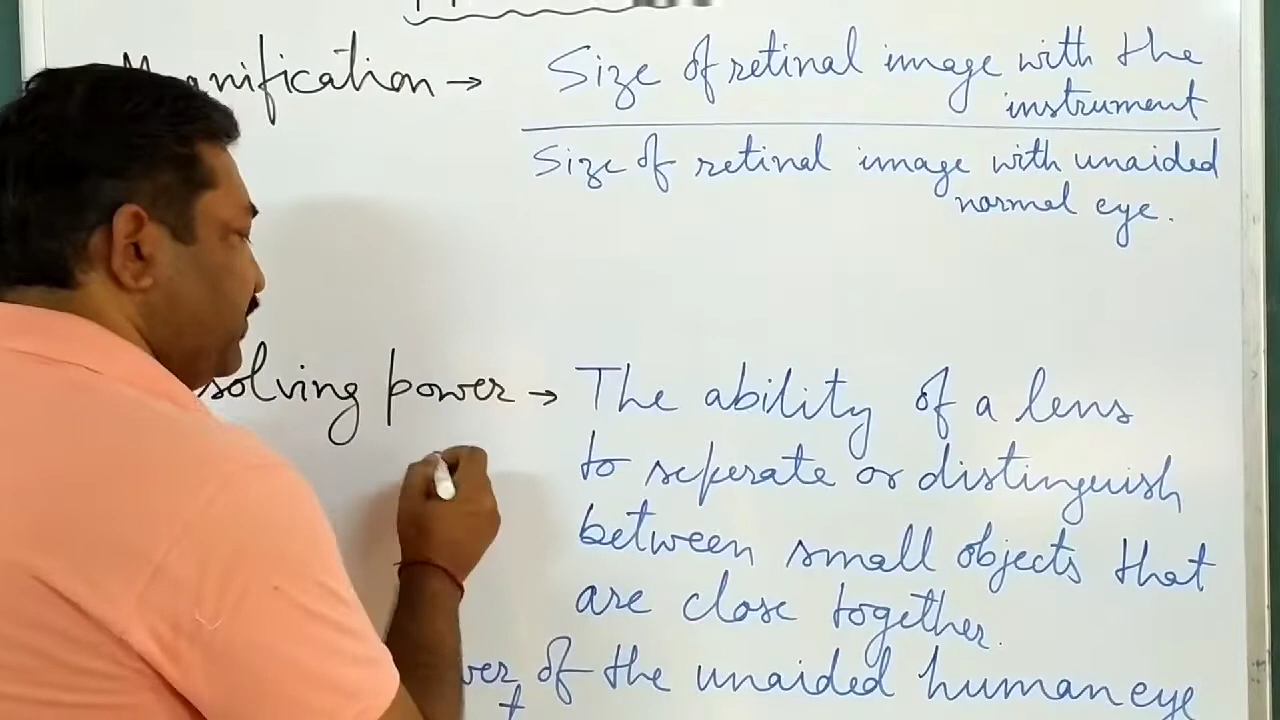 Magnification → Size of retinal image with the
instrument
Size of retinal image with unaided
normal eye.
solving power → The ability of a lens
to seperate or distinguish
between small objects that
are close together.
of the unaided human eye